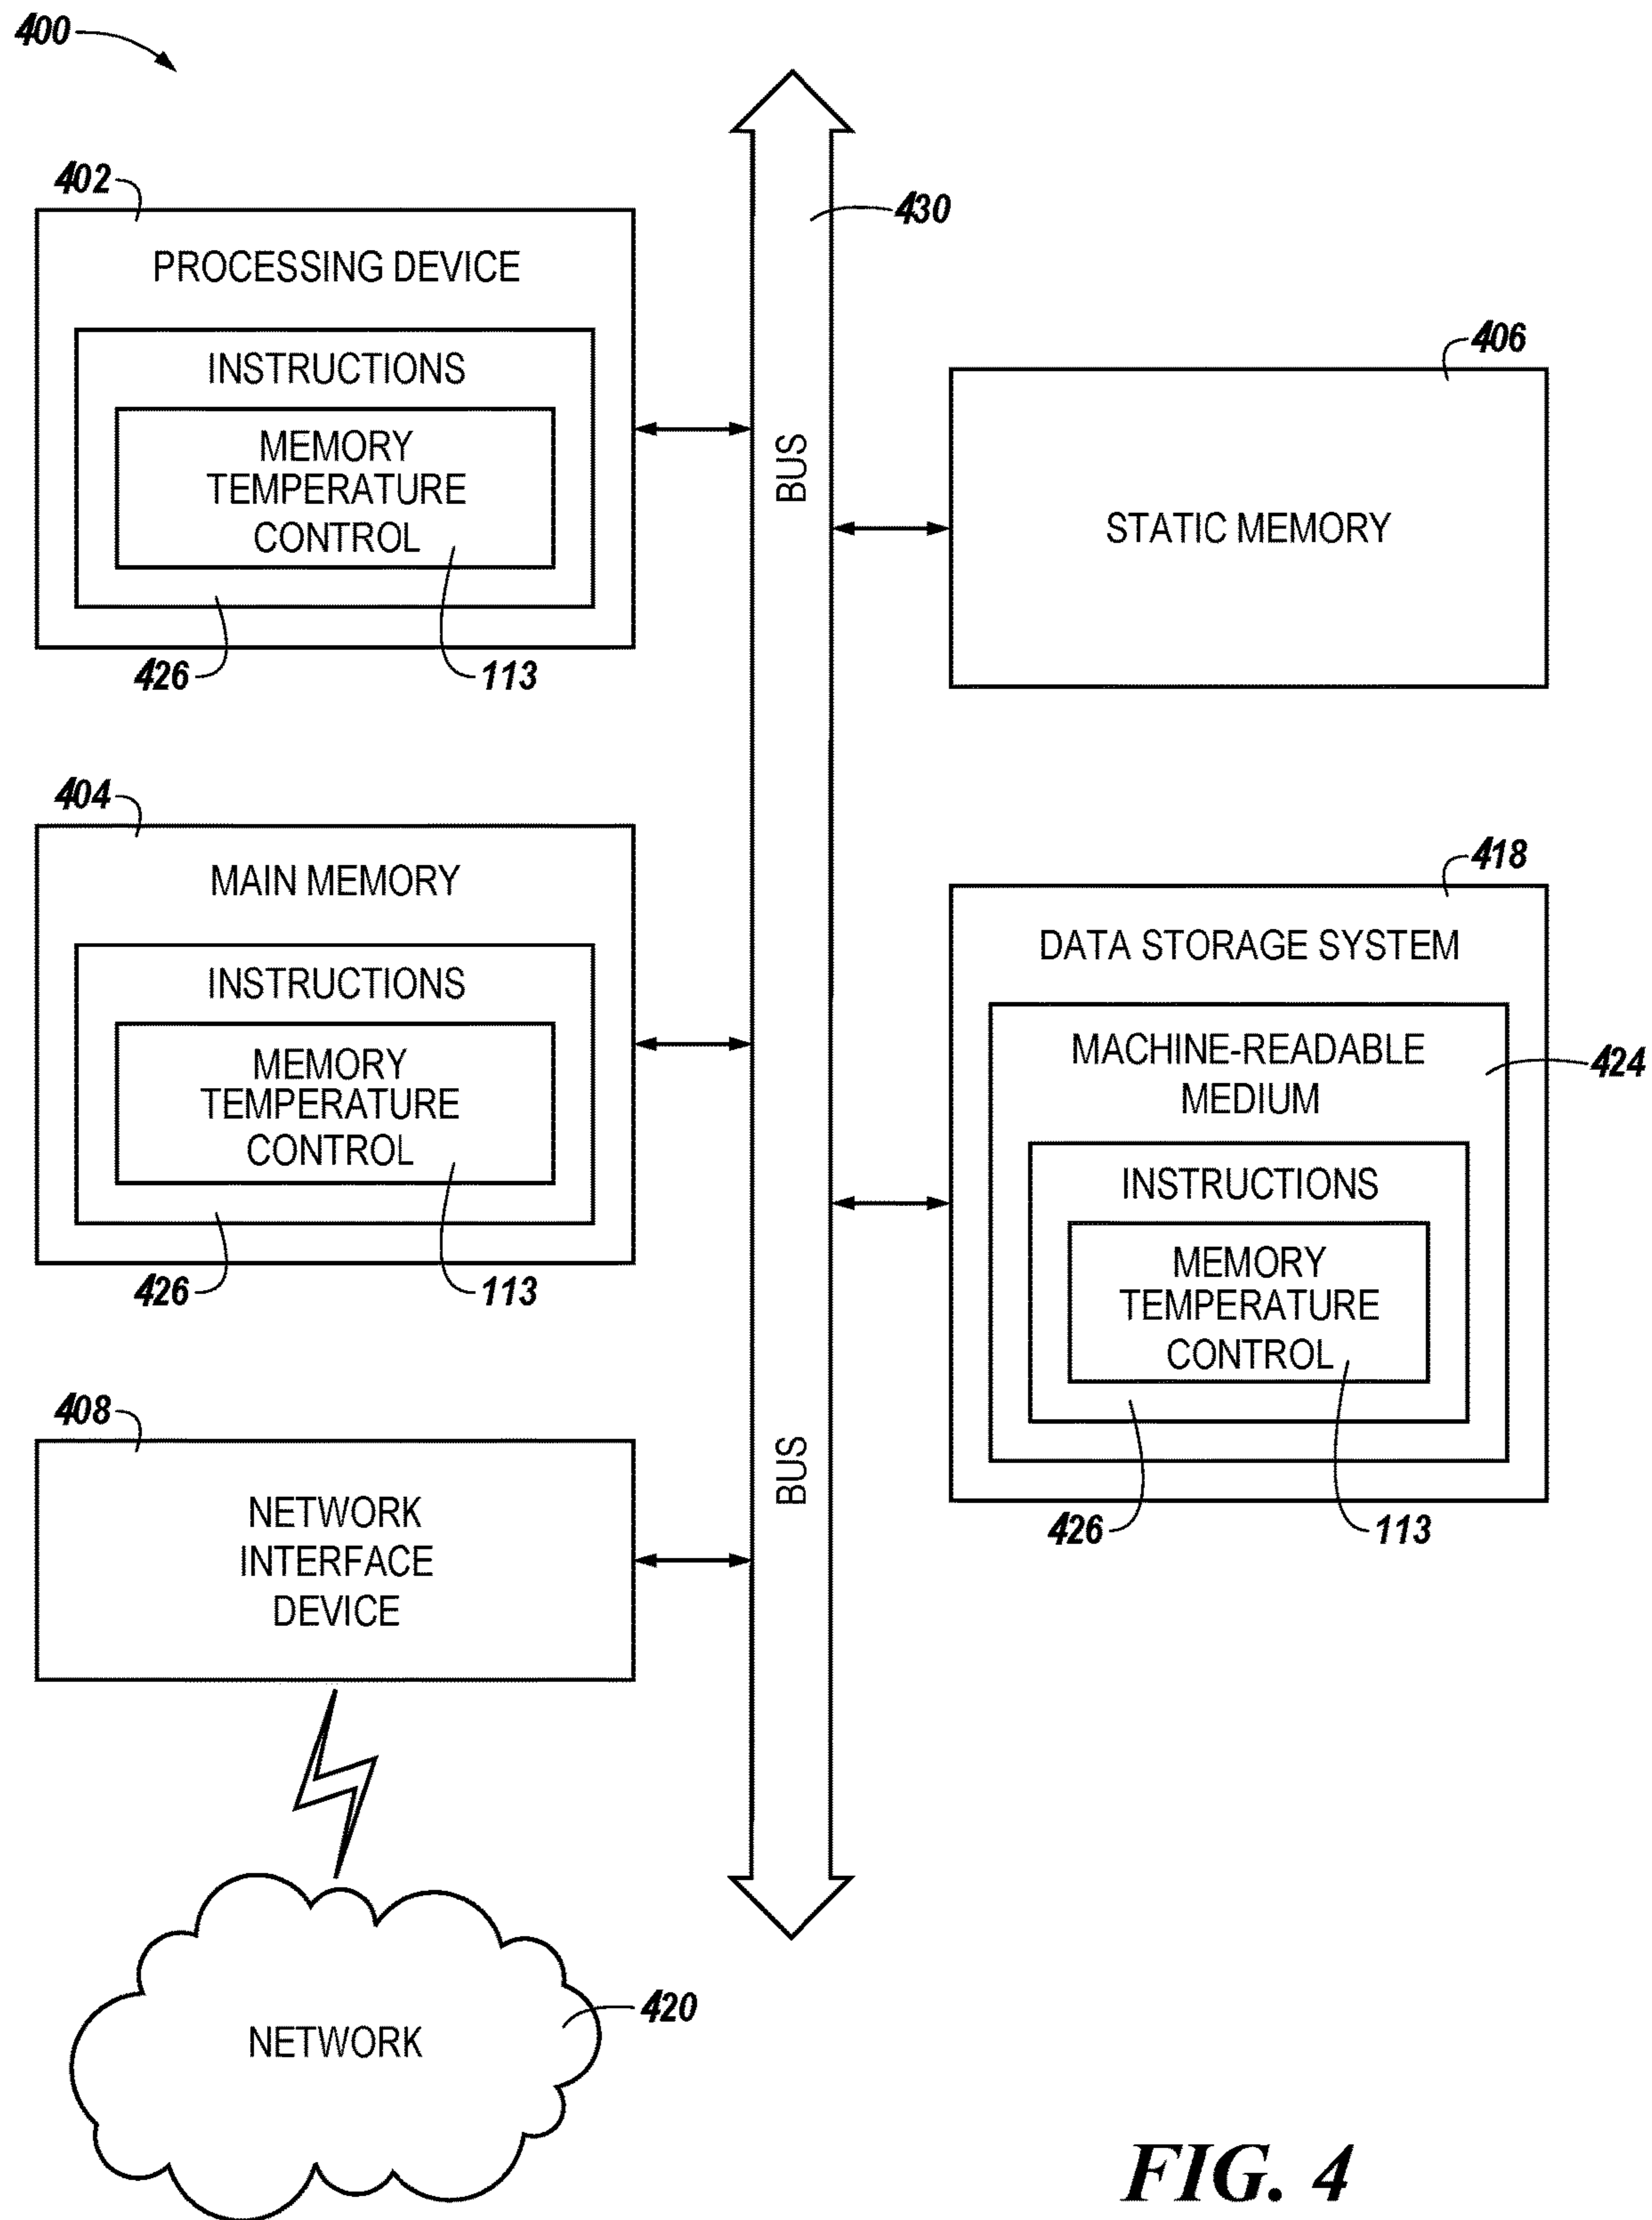 400
402
PROCESSING DEVICE
INSTRUCTIONS
MEMORY
TEMPERATURE
CONTROL
426
113
404
MAIN MEMORY
INSTRUCTIONS
MEMORY
TEMPERATURE
CONTROL
426
113
408
NETWORK
INTERFACE
DEVICE
NETWORK
420
430
BUS
BUS
406
STATIC MEMORY
418
DATA STORAGE SYSTEM
MACHINE-READABLE
MEDIUM
424
INSTRUCTIONS
MEMORY
TEMPERATURE
CONTROL
426
113
FIG. 4